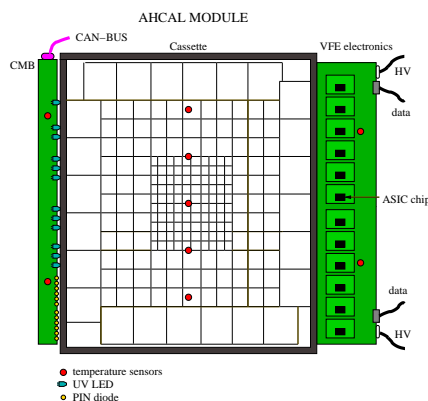 AHCAL MODULE
CAN−BUS
Cassette
VFE electronics
CMB
HV
data
ASIC chip
data
HV
temperature sensors
UV LED
PIN diode